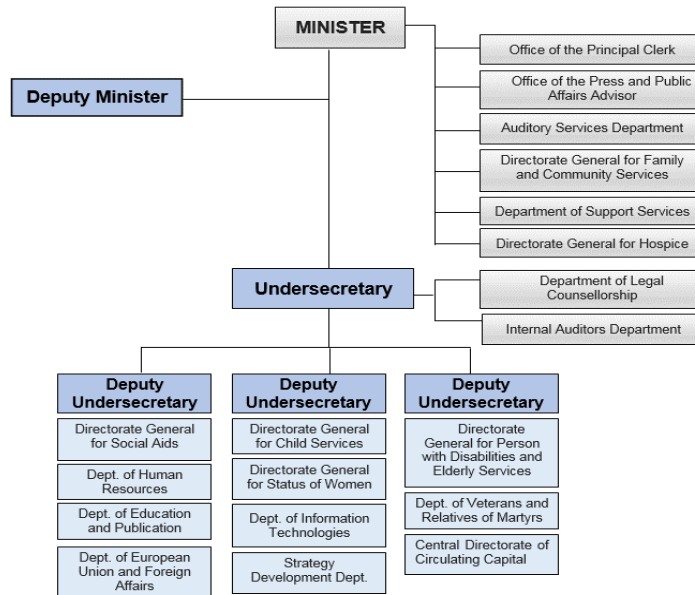 MINISTER
Office of the Principal Clerk
Office of the Press and Public
Affairs Advisor
Deputy Minister
Auditory Services Department
Directorate General for Family
and Community Services
Department of Support Services
Directorate General for Hospice
Undersecretary
Department of Legal
Counsellorship
Internal Auditors Department
Deputy
Undersecretary
Directorate General
for Social Aids
Dept. of Human
Resources
Dept. of Education
and Publication
Dept. of European
Union and Foreign
Affairs
Deputy
Undersecretary
Directorate General
for Child Services
Directorate General
for Status of Women
Dept. of Information
Technologies
Strategy
Development Dept.
Deputy
Undersecretary
Directorate
General for Person
with Disabilities and
Elderly Services
Dept. of Veterans and
Relatives of Martyrs
Central Directorate of
Circulating Capital